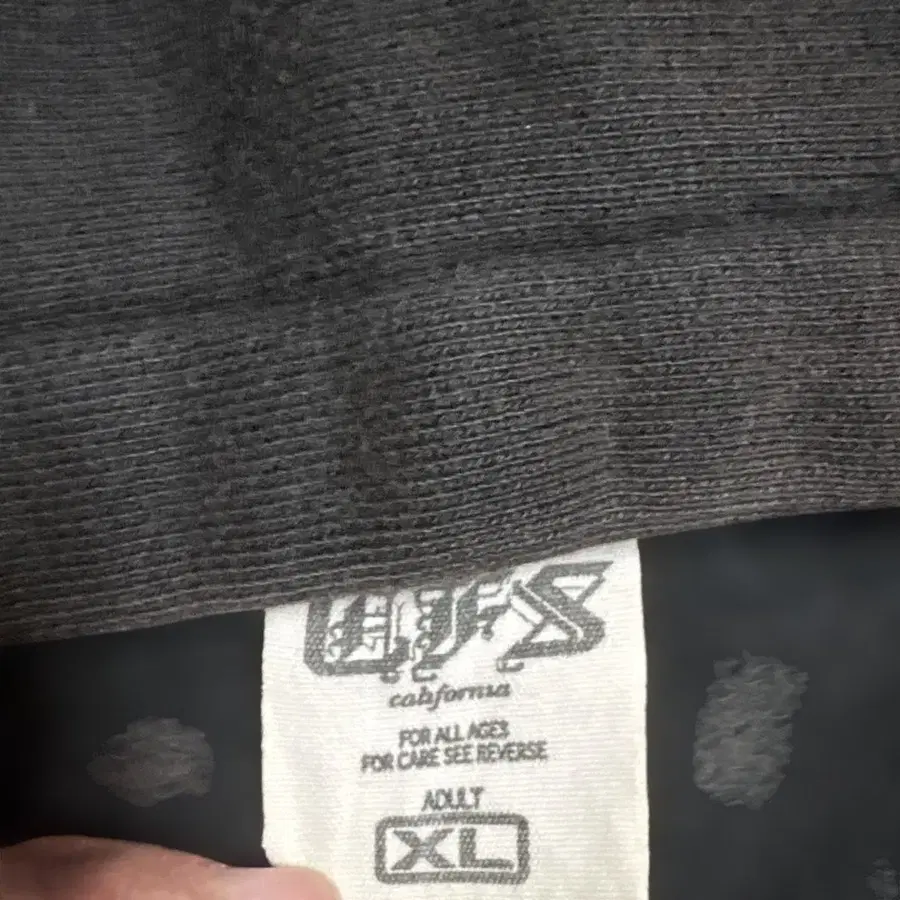 california
FOR ALL AGES
FOR CARE SEE REVERSE
ADULT
XL